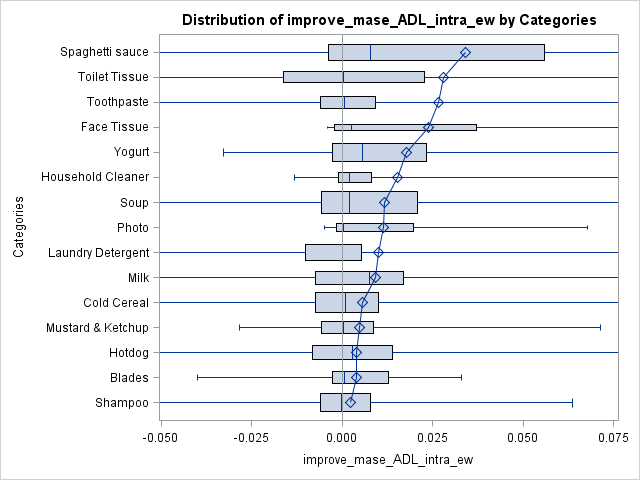 Distribution of improve_mase_ADL_intra_ew by Categories
Categories
Spaghetti sauce
Toilet Tissue
Toothpaste
Face Tissue
Yogurt
Household Cleaner
Soup
Photo
Laundry Detergent
Milk
Cold Cereal
Mustard & Ketchup
Hotdog
Blades
Shampoo
-0.050 -0.025 0.000 0.025 0.050 0.075
improve_mase_ADL_intra_ew